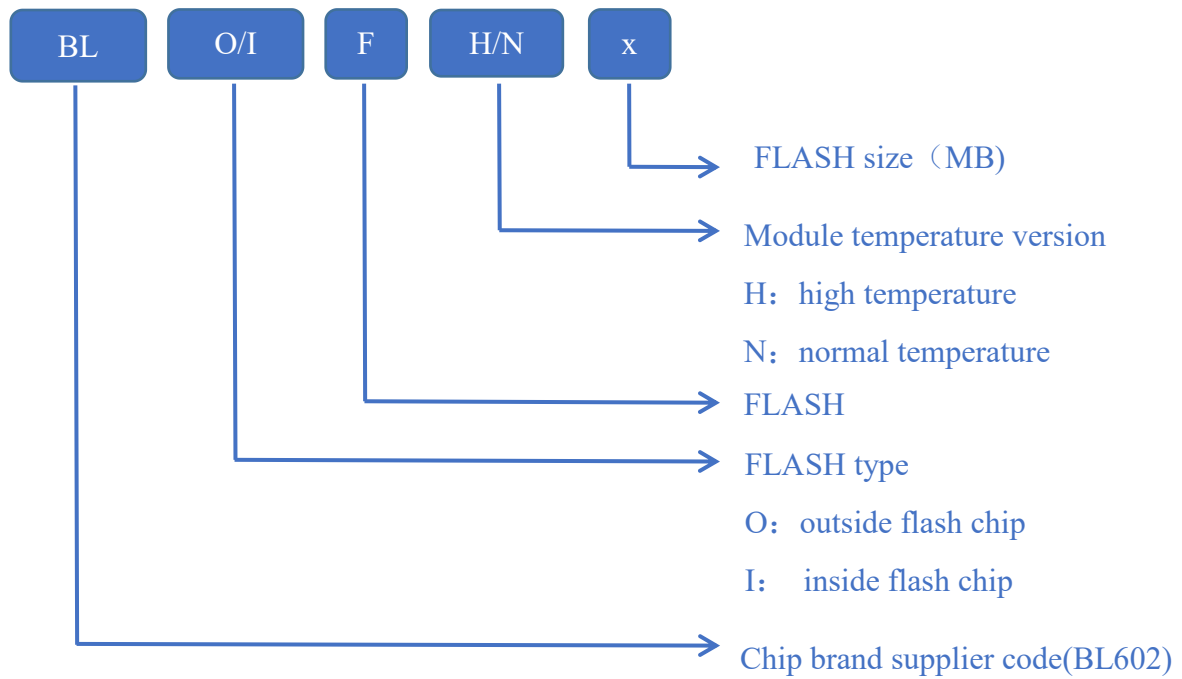 BL O/I F H/N x
FLASH size（MB)
Module temperature version
H：high temperature
N：normal temperature
FLASH
FLASH type
O：outside flash chip
I： inside flash chip
Chip brand supplier code(BL602)